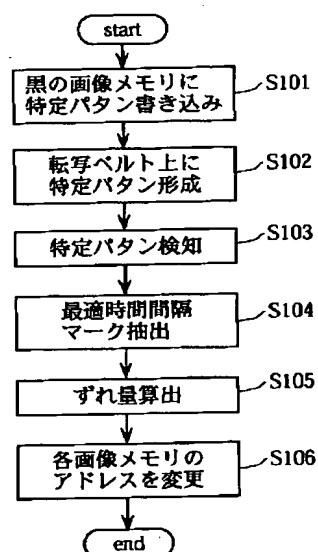 start
黒の画像メモリに
特定パタン書き込み
S101
転写ベルト上に
特定パタン形成
S102
特定パタン検知
S103
最適時間間隔
マーク抽出
S104
ずれ量算出
S105
各画像メモリの
アドレスを変更
S106
end